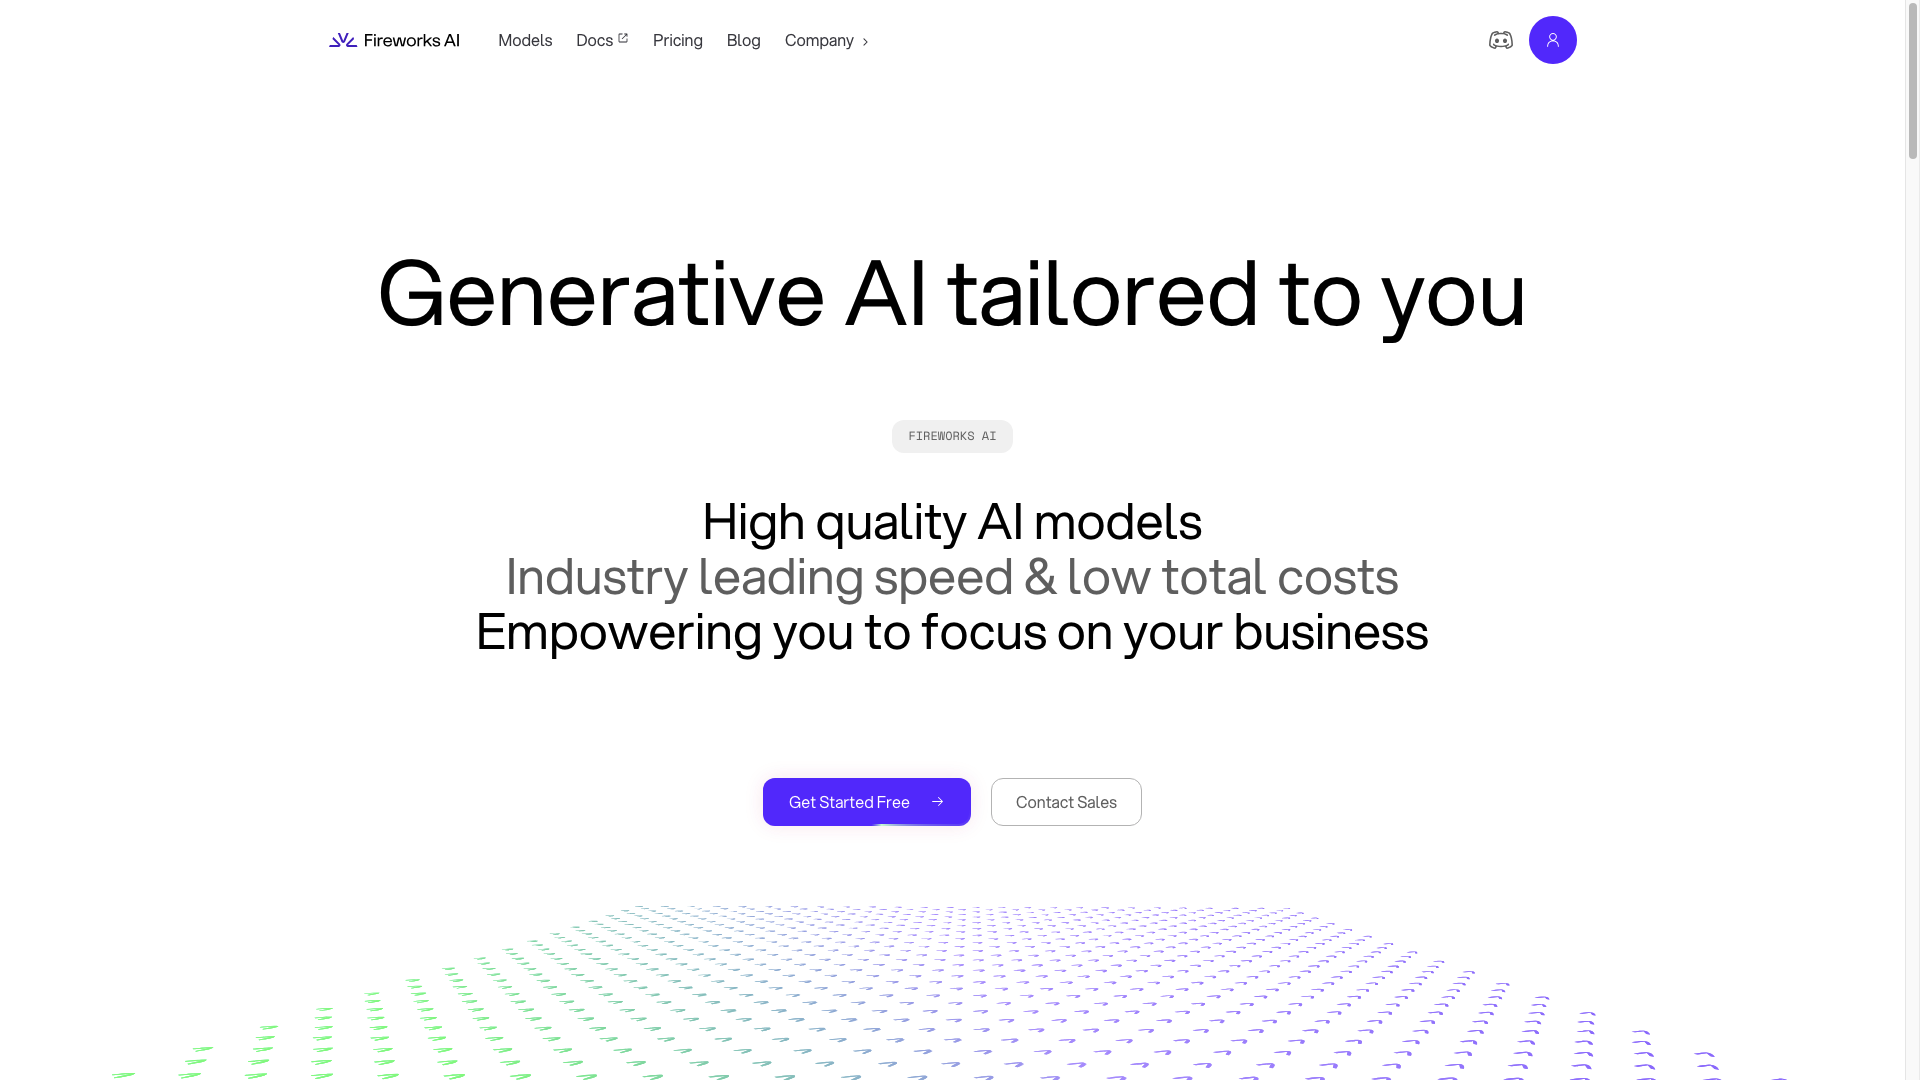 Fireworks AI
Models
Docs
Pricing
Blog
Company
Generative AI tailored to you
FIREWORKS AI
High quality AI models
Industry leading speed & low total costs
Empowering you to focus on your business
Get Started Free
Contact Sales